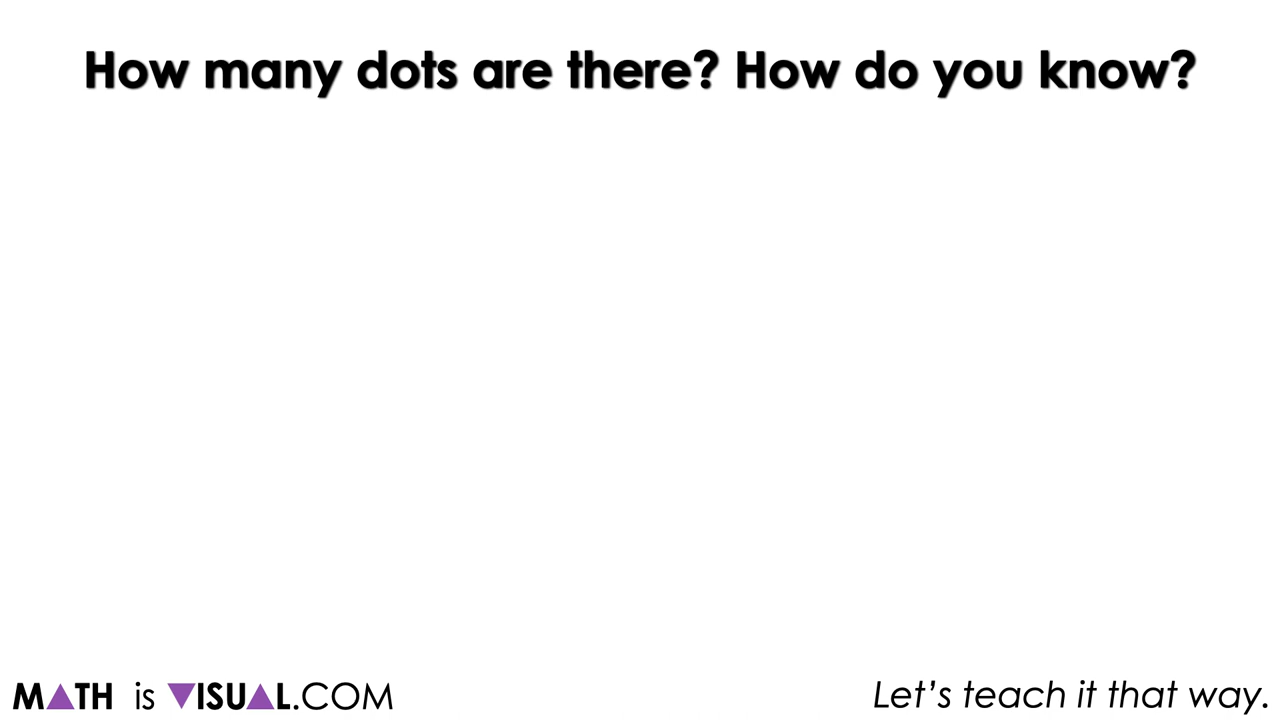 How many dots are there? How do you know?
MATH is VISUAL.COM
Let's teach it that way.